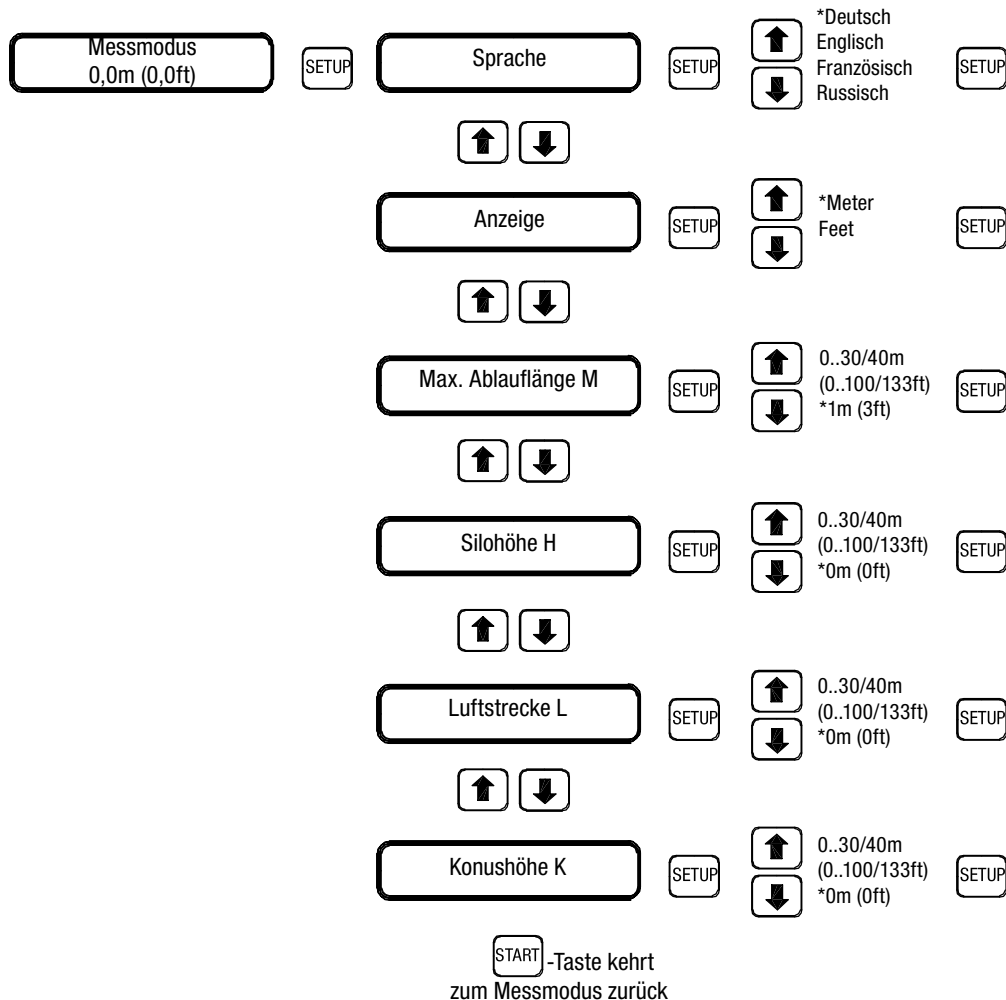 Messmodus
0,0m (0,0ft)
SETUP
Sprache
SETUP
*Deutsch
Englisch
Französisch
Russisch
SETUP
Anzeige
SETUP
*Meter
Feet
SETUP
Max. Ablauflänge M
SETUP
0..30/40m
(0..100/133ft)
*1m (3ft)
SETUP
Silohöhe H
SETUP
0..30/40m
(0..100/133ft)
*0m (0ft)
SETUP
Luftstrecke L
SETUP
0..30/40m
(0..100/133ft)
*0m (0ft)
SETUP
Konushöhe K
SETUP
0..30/40m
(0..100/133ft)
*0m (0ft)
SETUP
START -Taste kehrt
zum Messmodus zurück